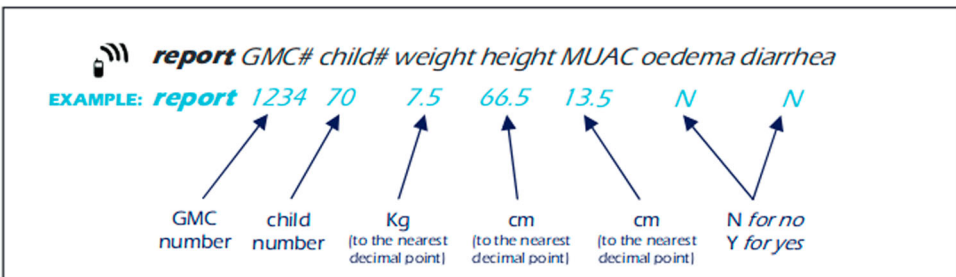 report GMC# child# weight height MUAC oedema diarrhea
EXAMPLE: report 1234 70 7.5 66.5 13.5 N N
GMC child Kg cm cm N for no
number number (to the nearest (to the nearest (to the nearest Y for yes
decimal point) decimal point) decimal point)